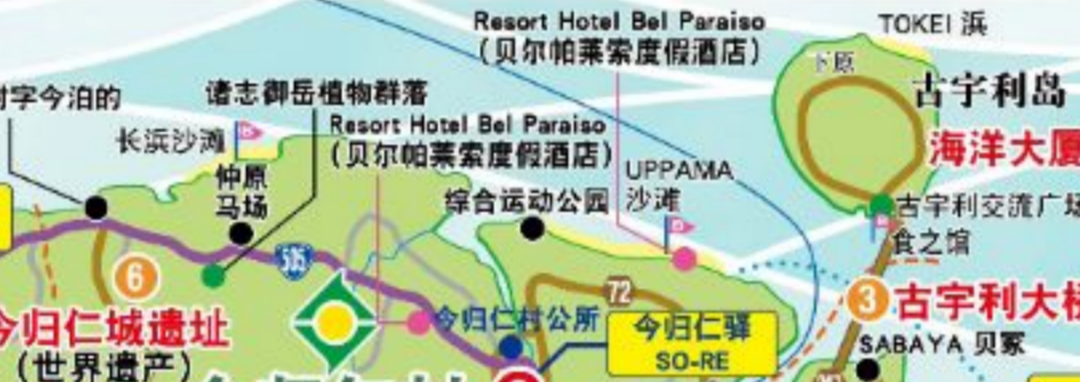 Resort Hotel Bel Paraiso
(贝尔帕莱索度假酒店)
TOKEI 浜
下原
古宇利岛
海洋大厦
字今泊的
诸志御岳植物群落
长浜沙滩
Resort Hotel Bel Paraiso
(贝尔帕莱索度假酒店)
仲原
马场
综合运动公园
UPPAMA
沙滩
古宇利交流广场
食之馆
505
6
72
3
古宇利大桥
今归仁城遗址
(世界遗产)
今归仁村公所
今归仁驿
SO-RE
SABAYA 贝冢